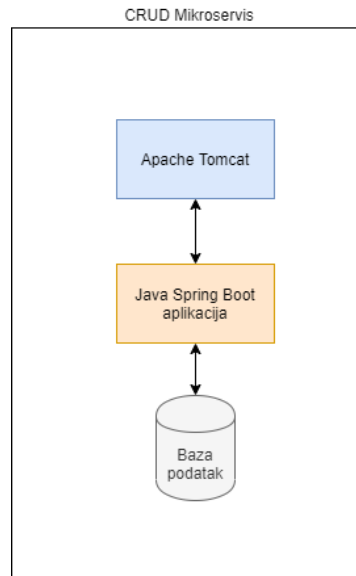 CRUD Mikroservis
Apache Tomcat
Java Spring Boot
aplikacija
Baza
podatak